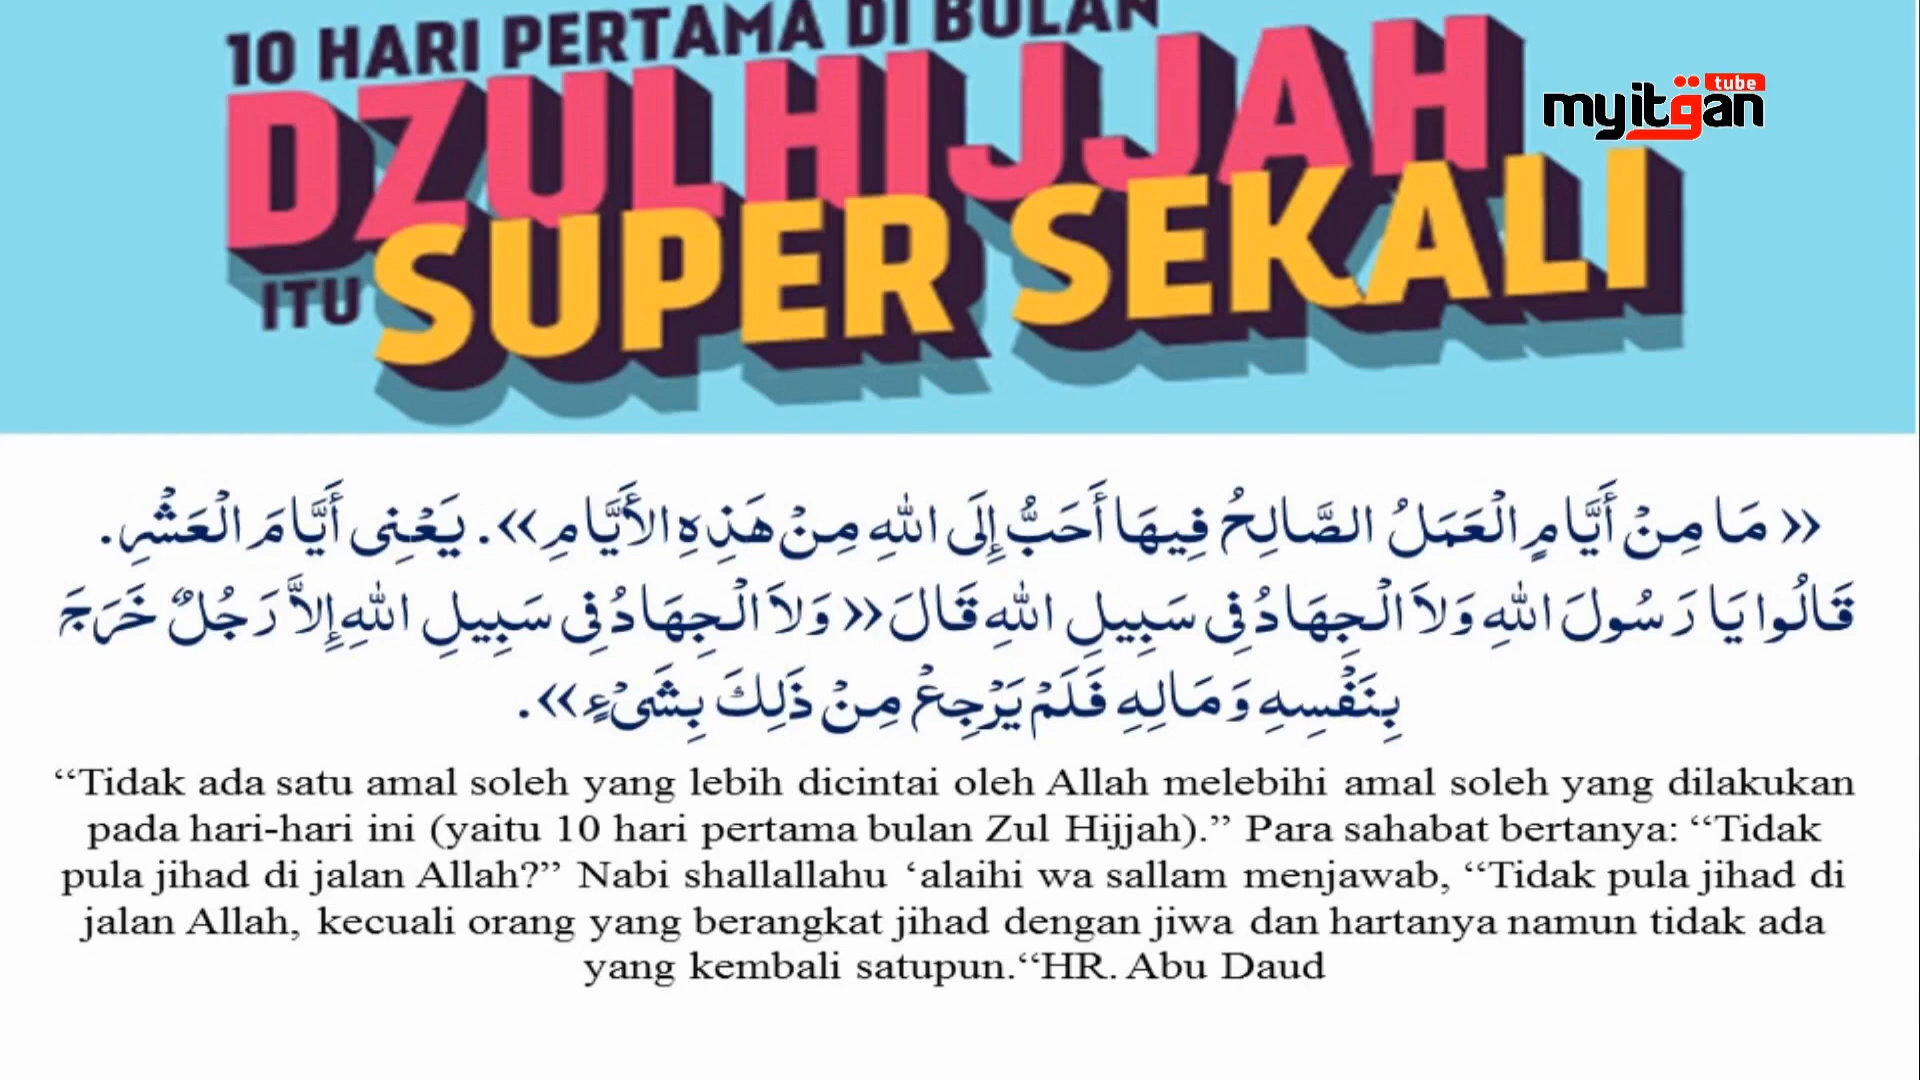 10 HARI PERTAMA DI BULAN
DZULHIJJAH
ITU SUPER SEKALI
myitqan tube
« مَا مِنْ أَيَّامٍ الْعَمَلُ الصَّالِحُ فِيهَا أَحَبُّ إِلَى اللَّهِ مِنْ هَذِهِ الأَيَّامِ ». يَعْنِى أَيَّامَ الْعَشْرِ.
قَالُوا يَا رَسُولَ اللَّهِ وَلاَ الْجِهَادُ فِى سَبِيلِ اللَّهِ قَالَ « وَلاَ الْجِهَادُ فِى سَبِيلِ اللَّهِ إِلاَّ رَجُلٌ خَرَجَ
بِنَفْسِهِ وَمَالِهِ فَلَمْ يَرْجِعْ مِنْ ذَلِكَ بِشَىْءٍ ».
“Tidak ada satu amal soleh yang lebih dicintai oleh Allah melebihi amal soleh yang dilakukan
pada hari-hari ini (yaitu 10 hari pertama bulan Zul Hijjah).” Para sahabat bertanya: “Tidak
pula jihad di jalan Allah?” Nabi shallallahu ‘alaihi wa sallam menjawab, “Tidak pula jihad di
jalan Allah, kecuali orang yang berangkat jihad dengan jiwa dan hartanya namun tidak ada
yang kembali satupun.“HR. Abu Daud